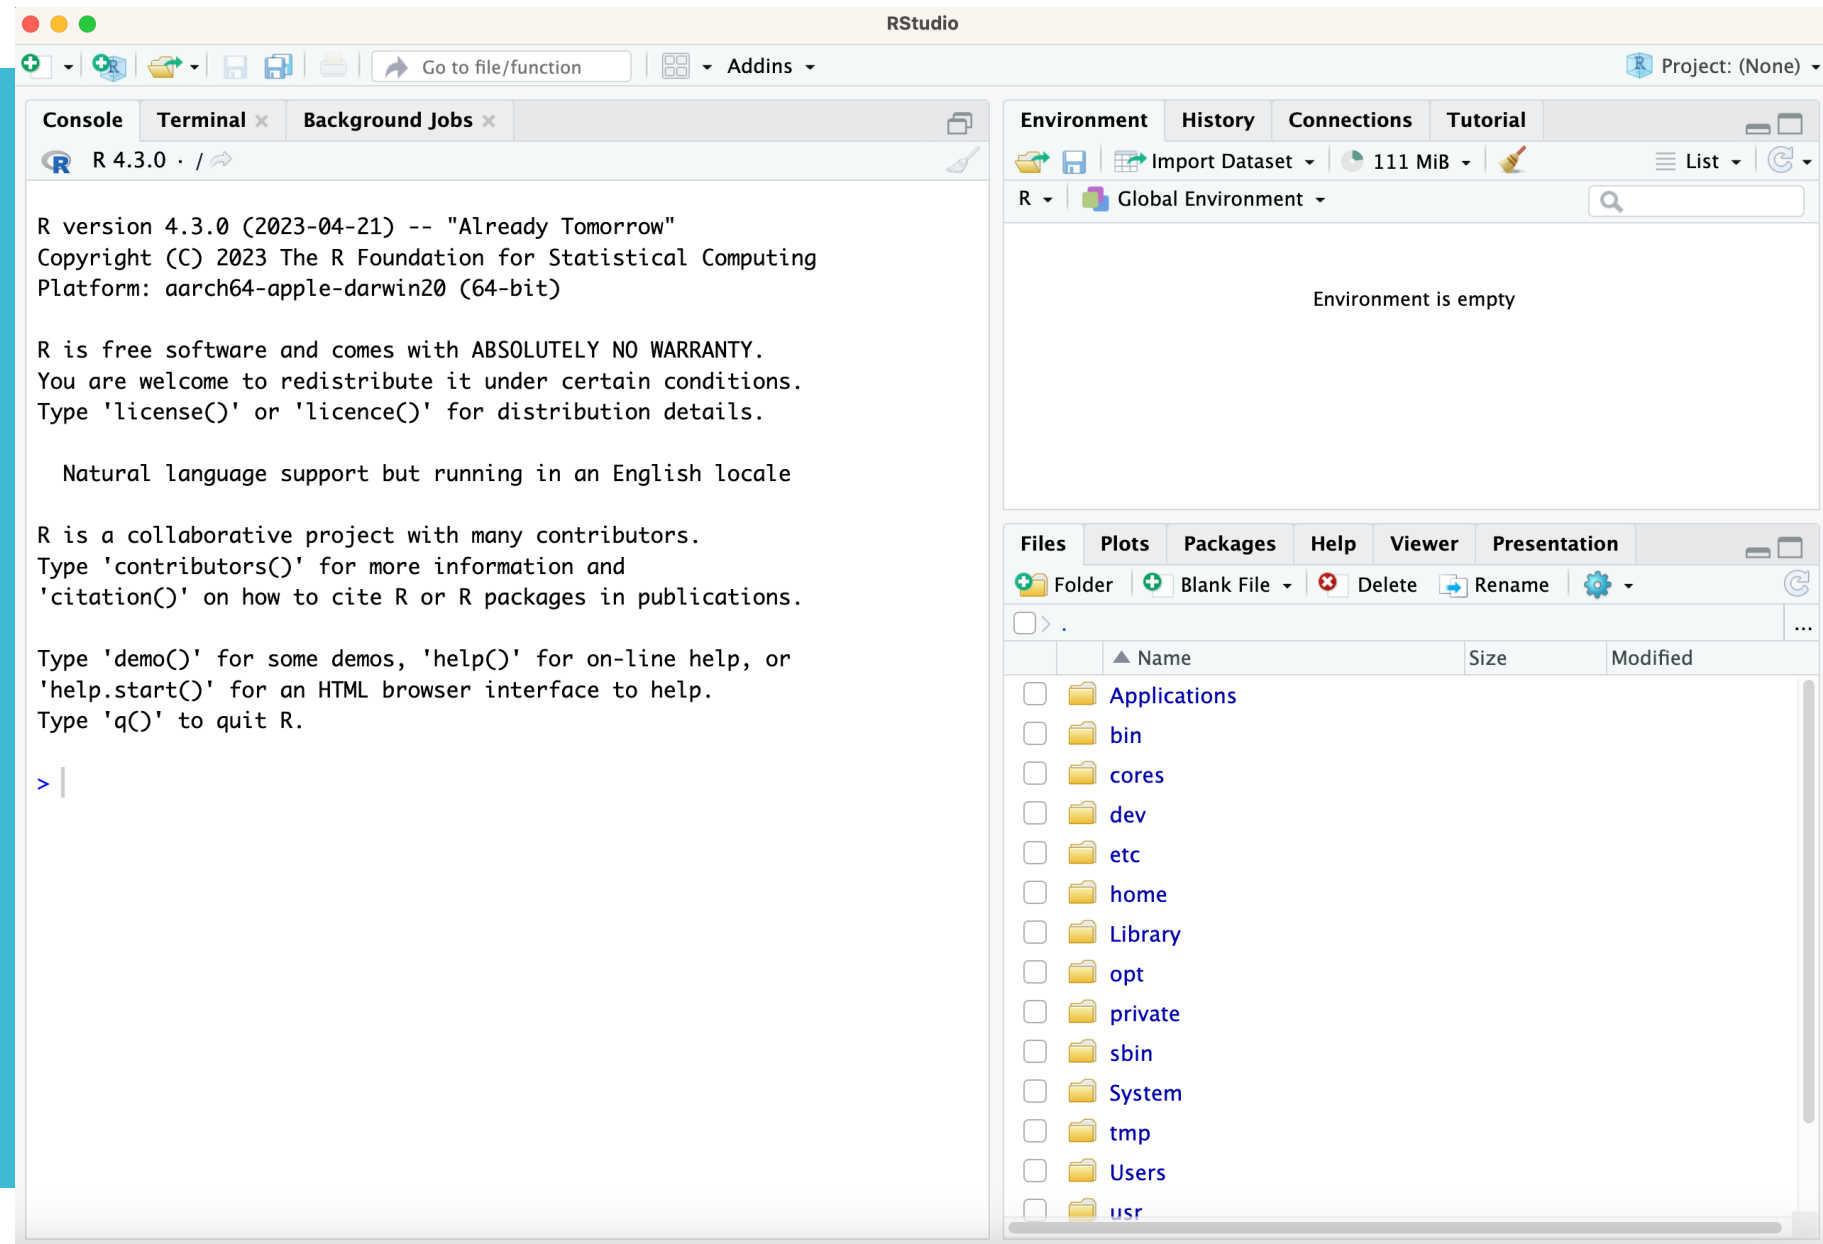 RStudio
Go to file/function
Addins
Project: (None)
Console Terminal Background Jobs
R 4.3.0 · /
R version 4.3.0 (2023-04-21) -- "Already Tomorrow"
Copyright (C) 2023 The R Foundation for Statistical Computing
Platform: aarch64-apple-darwin20 (64-bit)
R is free software and comes with ABSOLUTELY NO WARRANTY.
You are welcome to redistribute it under certain conditions.
Type 'license()' or 'licence()' for distribution details.
Natural language support but running in an English locale
R is a collaborative project with many contributors.
Type 'contributors()' for more information and
'citation()' on how to cite R or R packages in publications.
Type 'demo()' for some demos, 'help()' for on-line help, or
'help.start()' for an HTML browser interface to help.
Type 'q()' to quit R.
>
Environment History Connections Tutorial
Import Dataset 111 MiB List
R Global Environment
Environment is empty
Files Plots Packages Help Viewer Presentation
Folder Blank File Delete Rename
. ...
Name Size Modified
Applications
bin
cores
dev
etc
home
Library
opt
private
sbin
System
tmp
Users
usr